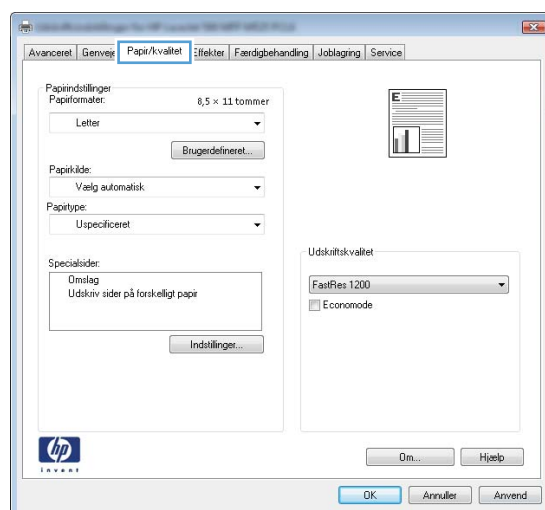 Avanceret Genveje Papir/kvalitet Effekter Færdigbehandling Joblagring Service
Papirindstillinger
Papirformater: 8,5 × 11 tommer
Letter
Brugerdefineret...
Papirkilde:
Vælg automatisk
Papirtype:
Uspecificeret
Specialsider:
Omslag
Udskriv sider på forskelligt papir
Indstillinger...
E
Udskriftskvalitet
FastRes 1200
Economode
hp
invent
Om... Hjælp
OK Annuller Anvend